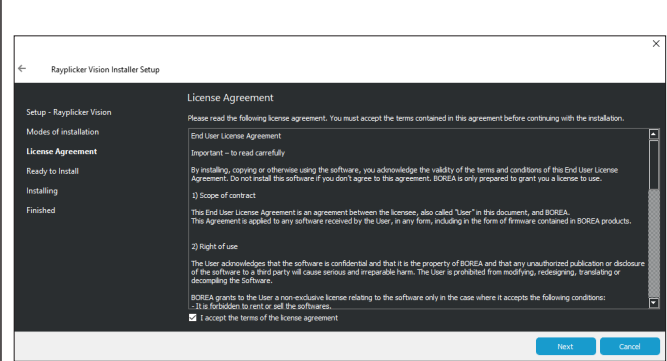 Rayplicker Vision Installer Setup
Setup - Rayplicker Vision
Modes of installation
License Agreement
Ready to Install
Installing
Finished
License Agreement
Please read the following license agreement. You must accept the terms contained in this agreement before continuing with the installation.
End User License Agreement
Important – to read carrefully
By installing, copying or otherwise using the software, you acknowledge the validity of the terms and conditions of this End User License
Agreement. Do not install this software if you don't agree to this agreement. BOREA is only prepared to grant you a license to use.
1) Scope of contract
This End User License Agreement is an agreement between the licensee, also called "User" in this document, and BOREA.
This Agreement is applied to any software received by the User, in any form, including in the form of firmware contained in BOREA products.
2) Right of use
The User acknowledges that the software is confidential and that it is the property of BOREA and that any unauthorized publication or disclosure
of the software to a third party will cause serious and irreparable harm. The User is prohibited from modifying, redesigning, translating or
decompiling the Software.
BOREA grants to the User a non-exclusive license relating to the software only in the case where it accepts the following conditions:
- It is forbidden to rent or sell the softwares.
I accept the terms of the license agreement
Next
Cancel